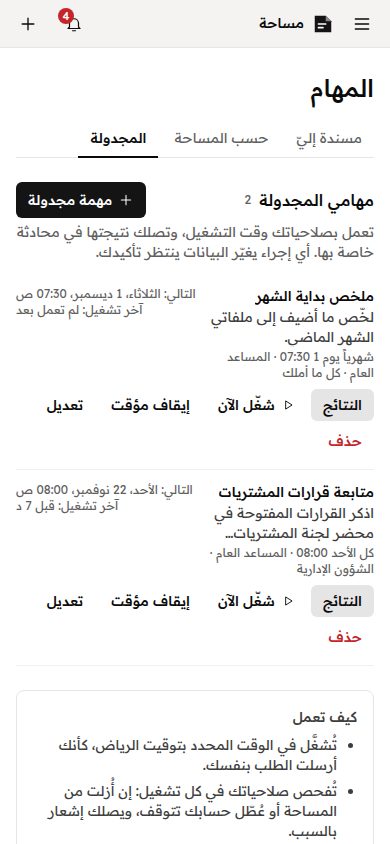 مساحة
4
المهام
مسندة إليّ
حسب المساحة
المجدولة
مهامي المجدولة 2
مهمة مجدولة
تعمل بصلاحياتك وقت التشغيل، وتصلك نتيجتها في محادثة
خاصة بها. أي إجراء يغيّر البيانات ينتظر تأكيدك.
ملخص بداية الشهر
لخّص ما أضيف إلى ملفاتي
الشهر الماضي.
شهرياً يوم 1 07:30 · المساعد
العام · كل ما أملك
التالي: الثلاثاء، 1 ديسمبر، 07:30 ص
آخر تشغيل: لم تعمل بعد
النتائج
شغّل الآن
إيقاف مؤقت
تعديل
حذف
متابعة قرارات المشتريات
اذكر القرارات المفتوحة في
محضر لجنة المشتريات...
كل الأحد 08:00 · المساعد العام ·
الشؤون الإدارية
التالي: الأحد، 22 نوفمبر، 08:00 ص
آخر تشغيل: قبل 7 د
النتائج
شغّل الآن
إيقاف مؤقت
تعديل
حذف
كيف تعمل
• تُشغَّل في الوقت المحدد بتوقيت الرياض، كأنك
أرسلت الطلب بنفسك.
• تُفحص صلاحياتك في كل تشغيل: إن أُزلت من
المساحة أو عُطّل حسابك تتوقف، ويصلك إشعار
بالسبب.